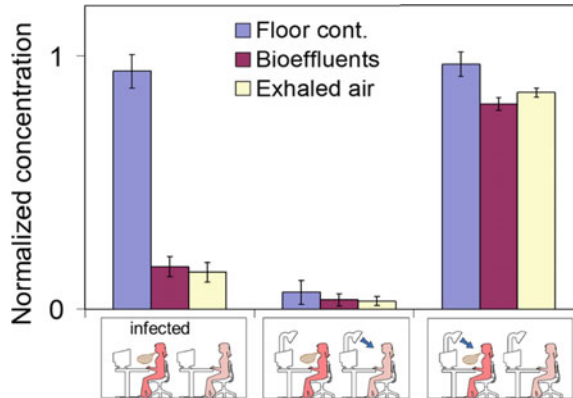 Normalized concentration
1
0
Floor cont.
Bioeffluents
Exhaled air
infected